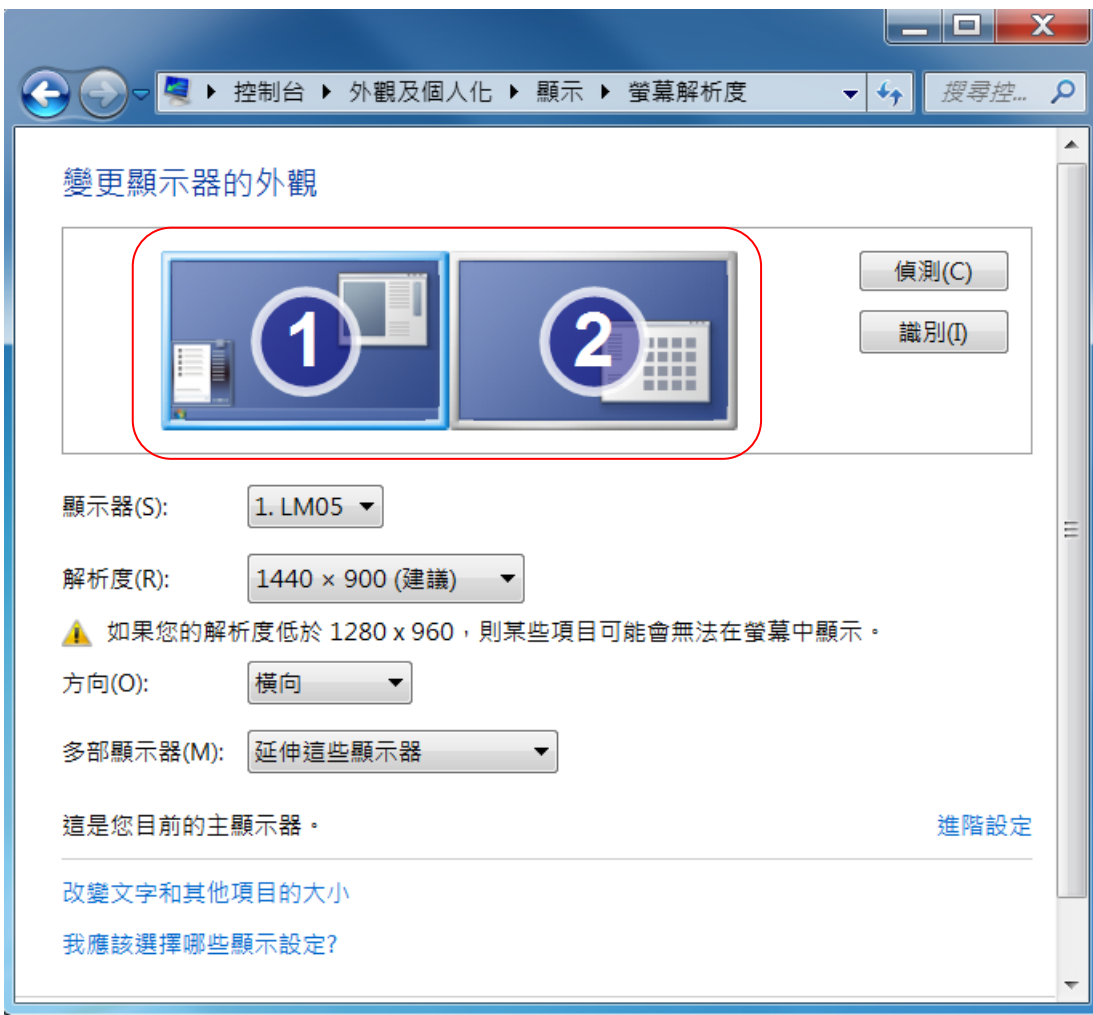 控制台 ▸ 外觀及個人化 ▸ 顯示 ▸ 螢幕解析度
搜尋控...
變更顯示器的外觀
1
2
偵測(C)
識別(I)
顯示器(S):
1. LM05
解析度(R):
1440 × 900 (建議)
如果您的解析度低於 1280 x 960，則某些項目可能會無法在螢幕中顯示。
方向(O):
橫向
多部顯示器(M):
延伸這些顯示器
這是您目前的主顯示器。
進階設定
改變文字和其他項目的大小
我應該選擇哪些顯示設定?